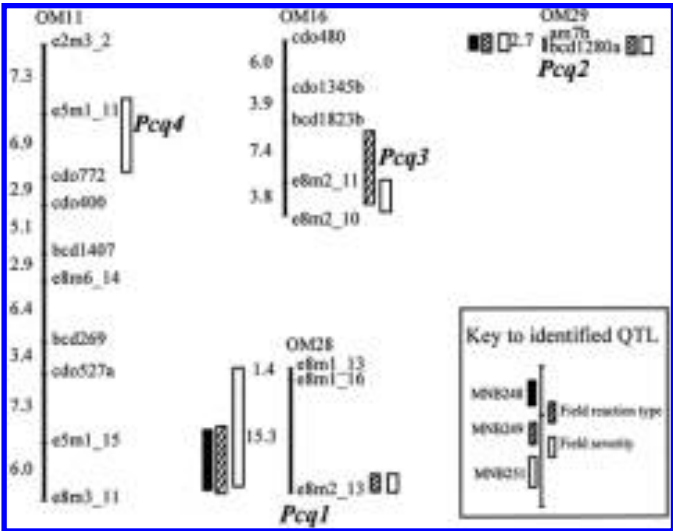 OM11
e2m3_2
7.3
e5m1_11
Pcq4
6.9
cdo772
2.9
cdo400
5.1
bcd1407
2.9
e8m6_14
6.4
bcd269
3.4
cdo527a
7.3
e5m1_15
6.0
e8m3_11
OM16
cdo480
6.0
cdo1345b
3.9
bcd1823b
7.4
Pcq3
e8m2_11
3.8
e8m2_10
OM29
2.7
bcd1280a
Pcq2
OM28
1.4
e8m1_13
e8m1_16
15.3
e8m2_13
Pcq1
Key to identified QTL
MNB248
Field reaction type
MNB249
Field severity
MNB251